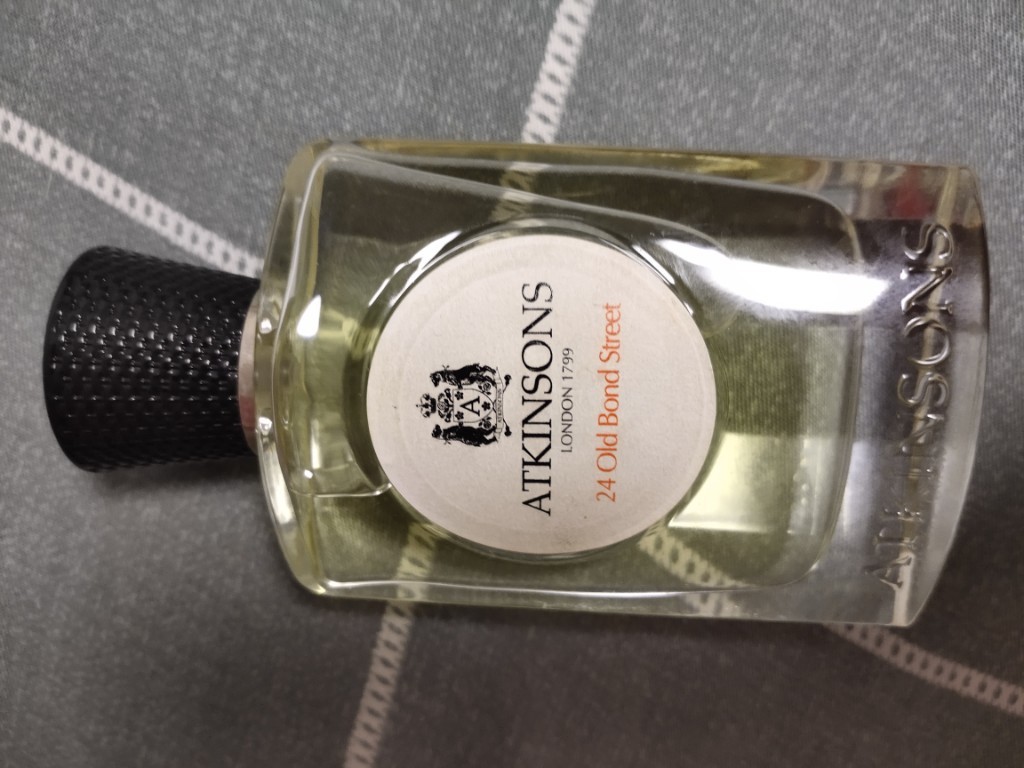 A
ATKINSONS
LONDON 1799
24 Old Bond Street
ATKINSONS